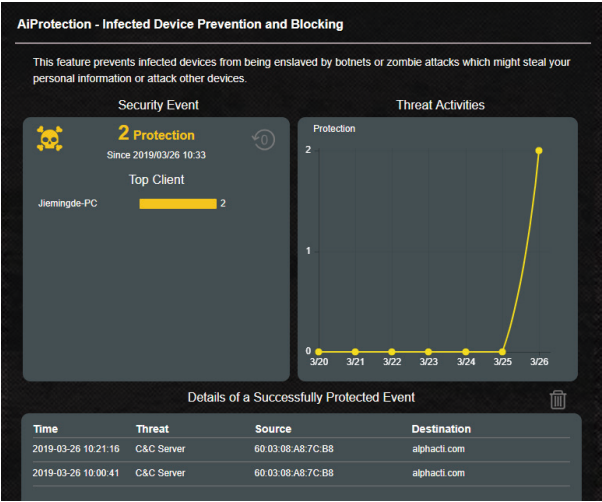 AiProtection - Infected Device Prevention and Blocking
This feature prevents infected devices from being enslaved by botnets or zombie attacks which might steal your
personal information or attack other devices.
Security Event
2 Protection
0
Since 2019/03/26 10:33
Top Client
Jiemingde-PC 2
Threat Activities
Protection
2
1
0
3/20 3/21 3/22 3/23 3/24 3/25 3/26
Details of a Successfully Protected Event
Time Threat Source Destination
2019-03-26 10:21:16 C&C Server 60:03:08:A8:7C:B8 alphacti.com
2019-03-26 10:00:41 C&C Server 60:03:08:A8:7C:B8 alphacti.com